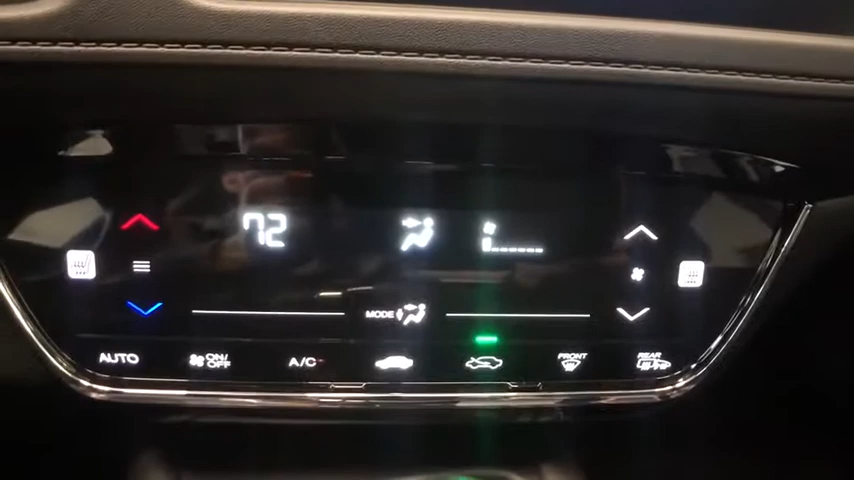 72
MODE
AUTO
ON/
OFF
A/C
FRONT
REAR